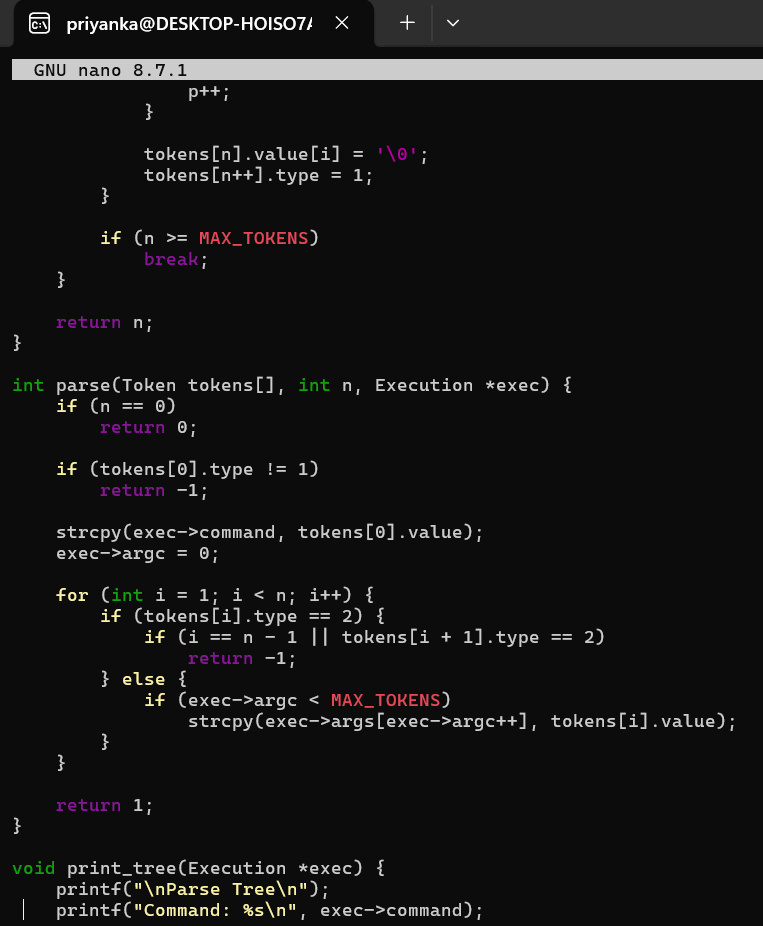 priyanka@DESKTOP-HOISO7
GNU nano 8.7.1
                p++;
            }

            tokens[n].value[i] = '\0';
            tokens[n++].type = 1;
        }

        if (n >= MAX_TOKENS)
            break;
    }

    return n;
}

int parse(Token tokens[], int n, Execution *exec) {
    if (n == 0)
        return 0;

    if (tokens[0].type != 1)
        return -1;

    strcpy(exec->command, tokens[0].value);
    exec->argc = 0;

    for (int i = 1; i < n; i++) {
        if (tokens[i].type == 2) {
            if (i == n - 1 || tokens[i + 1].type == 2)
                return -1;
        } else {
            if (exec->argc < MAX_TOKENS)
                strcpy(exec->args[exec->argc++], tokens[i].value);
        }
    }

    return 1;
}

void print_tree(Execution *exec) {
    printf("\nParse Tree\n");
    printf("Command: %s\n", exec->command);